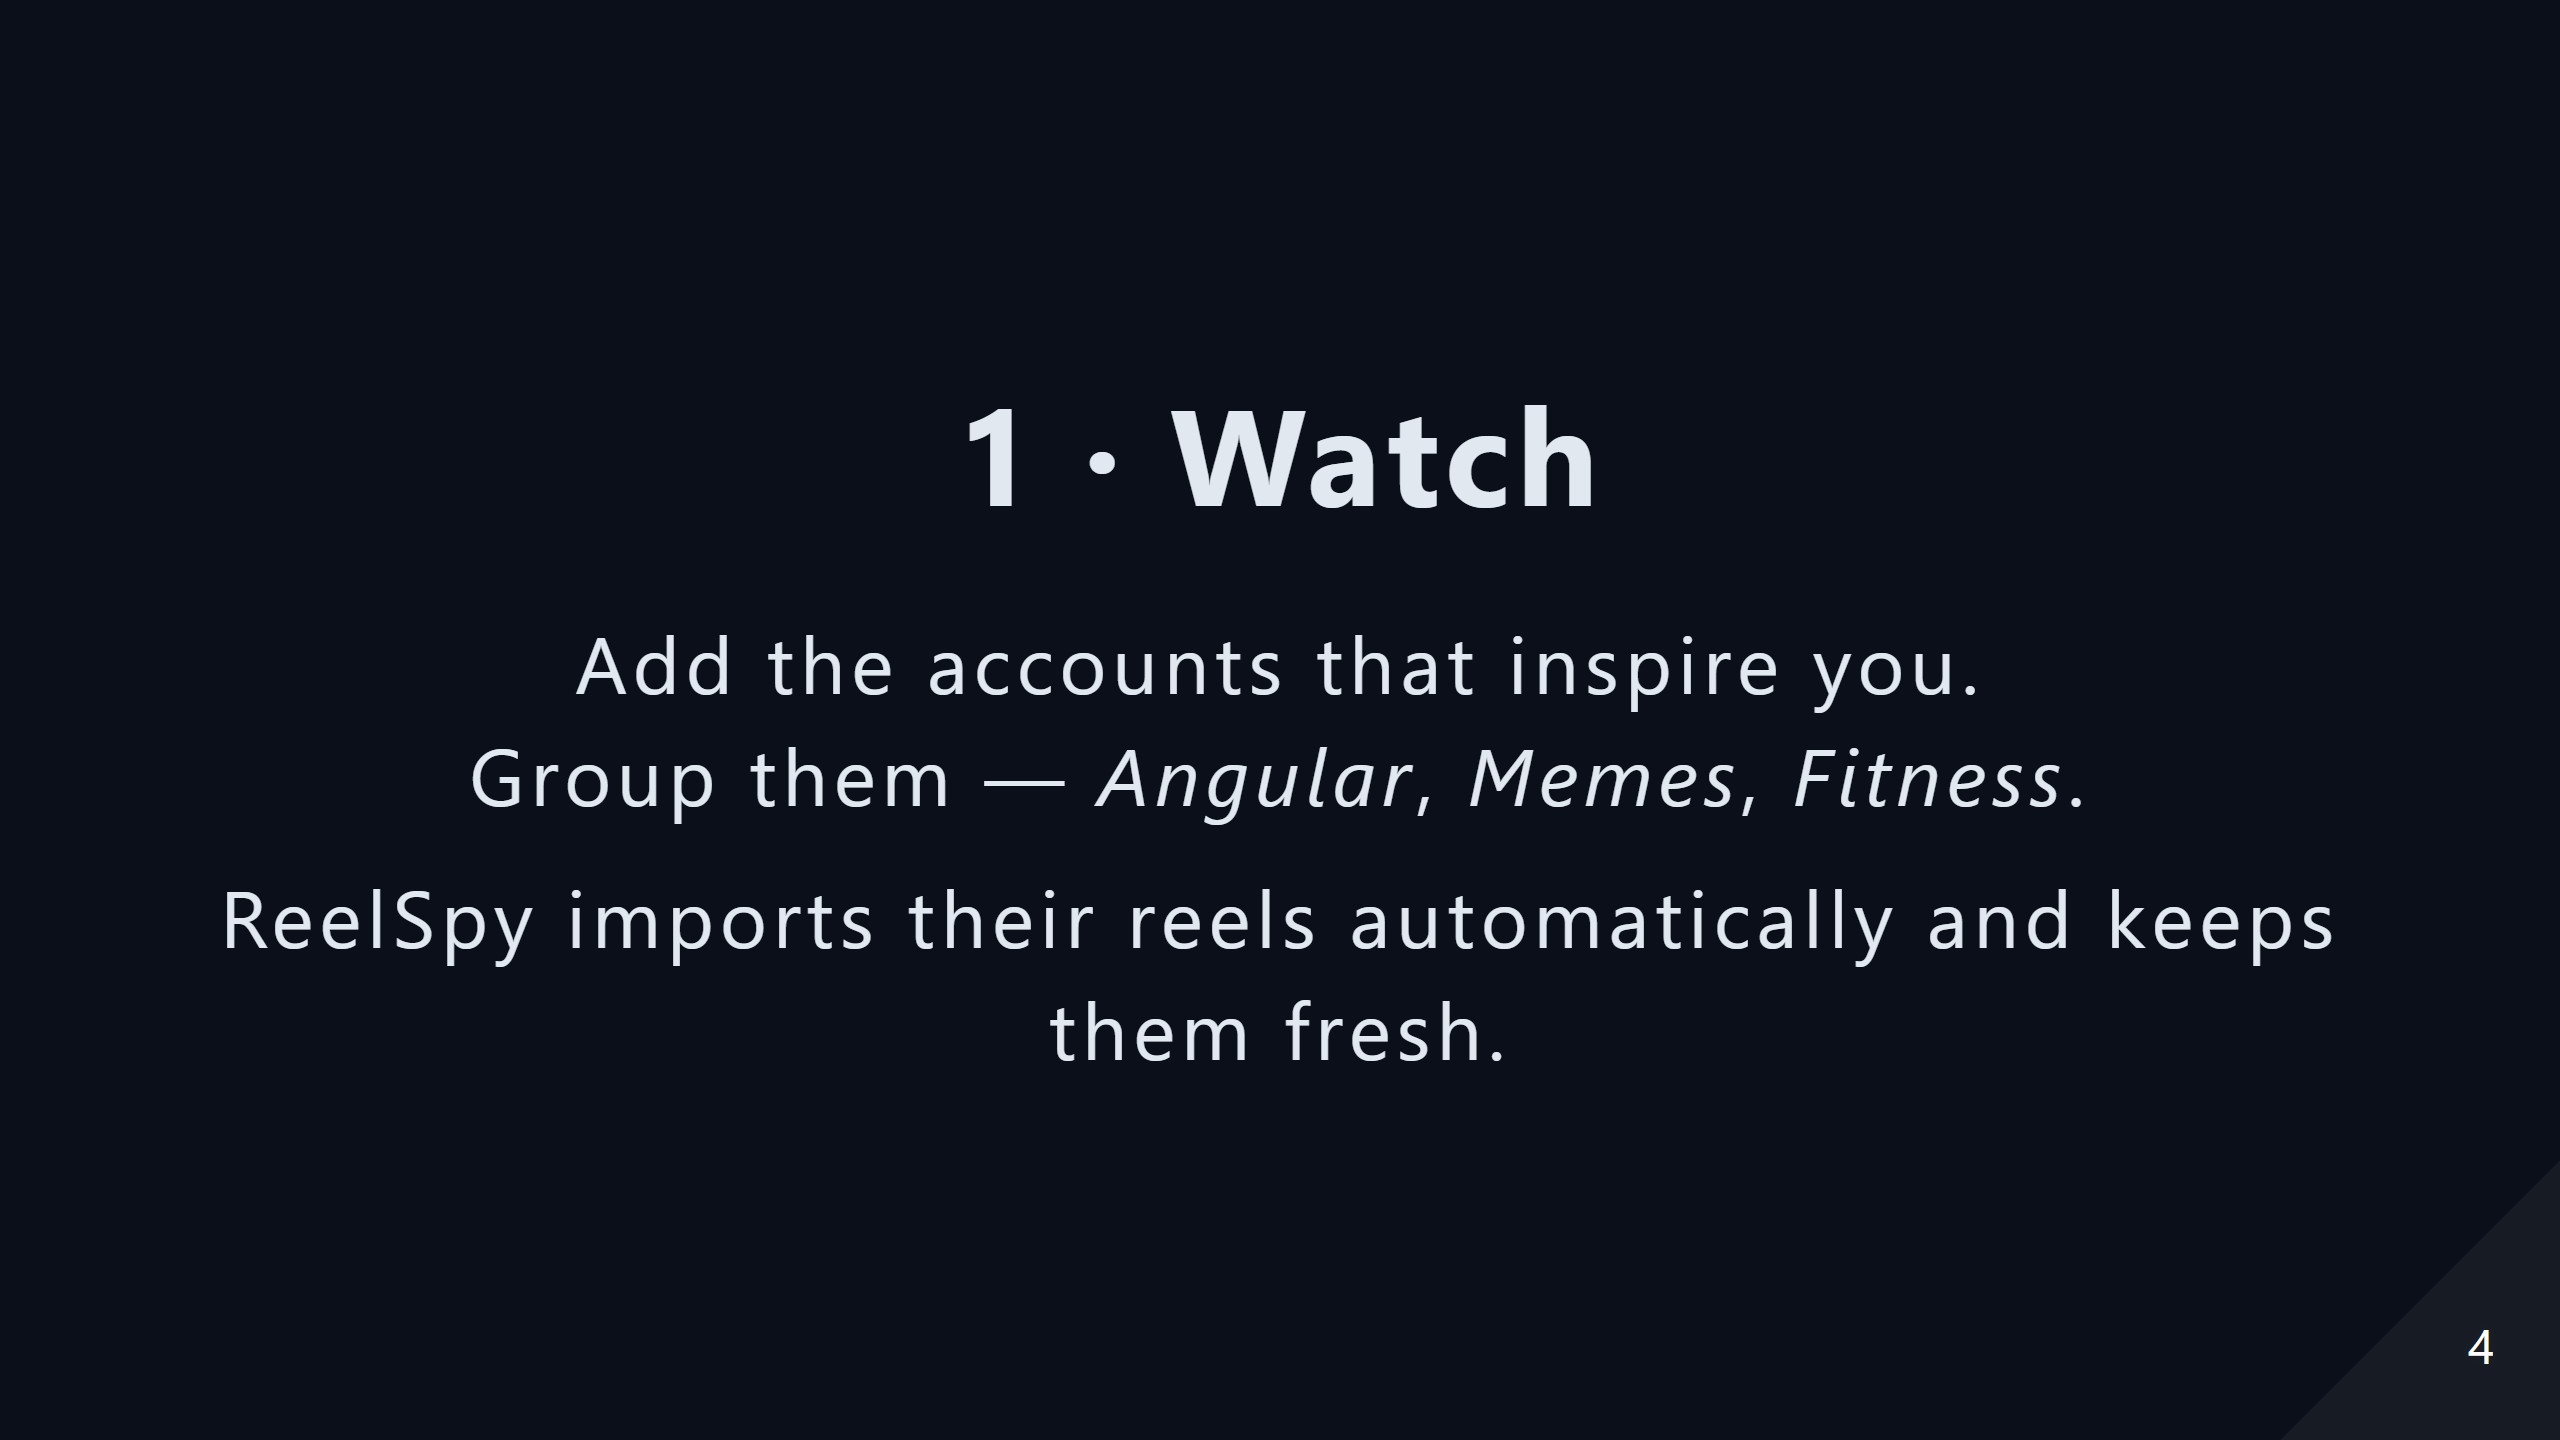 1 · Watch
Add the accounts that inspire you.
Group them — Angular, Memes, Fitness.
ReelSpy imports their reels automatically and keeps
them fresh.
4